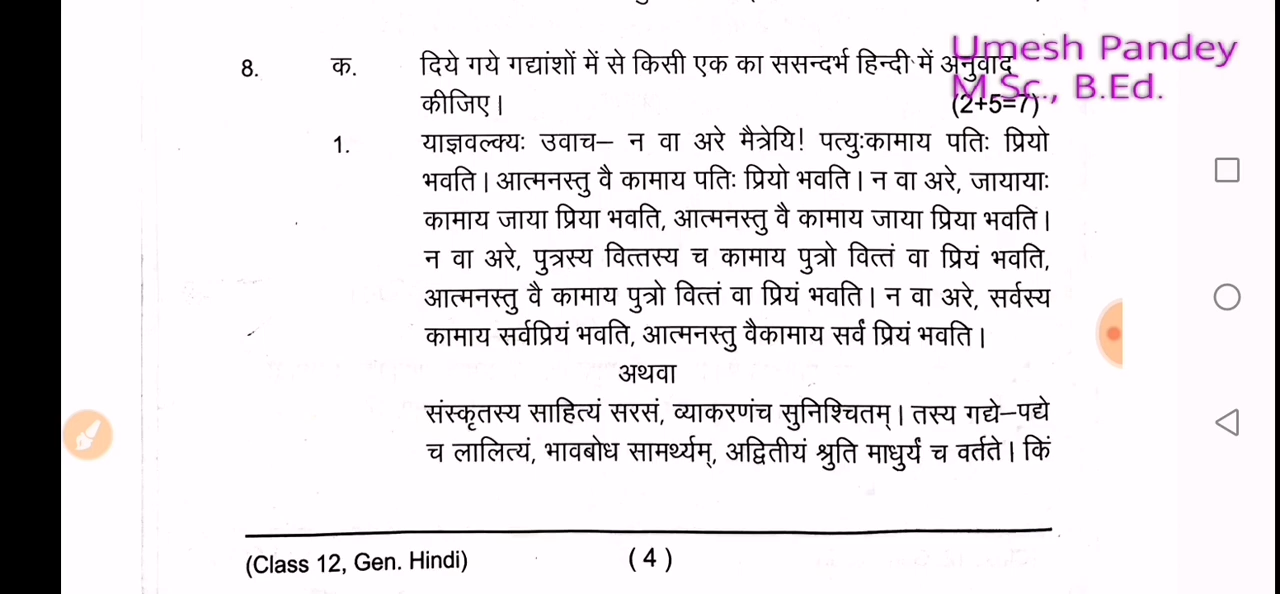 Umesh Pandey
M.Sc., B.Ed.
8. क. दिये गये गद्यांशों में से किसी एक का ससन्दर्भ हिन्दी में अनुवाद
कीजिए। (2+5=7)
1. याज्ञवल्क्यः उवाच– न वा अरे मैत्रेयि! पत्युःकामाय पतिः प्रियो
भवति। आत्मनस्तु वै कामाय पतिः प्रियो भवति। न वा अरे, जायायाः
कामाय जाया प्रिया भवति, आत्मनस्तु वै कामाय जाया प्रिया भवति।
न वा अरे, पुत्रस्य वित्तस्य च कामाय पुत्रो वित्तं वा प्रियं भवति,
आत्मनस्तु वै कामाय पुत्रो वित्तं वा प्रियं भवति। न वा अरे, सर्वस्य
कामाय सर्वप्रियं भवति, आत्मनस्तु वैकामाय सर्वं प्रियं भवति।
अथवा
संस्कृतस्य साहित्यं सरसं, व्याकरणंच सुनिश्चितम्। तस्य गद्ये–पद्ये
च लालित्यं, भावबोध सामर्थ्यम्, अद्वितीयं श्रुति माधुर्यं च वर्तते। किं
(Class 12, Gen. Hindi) (4)